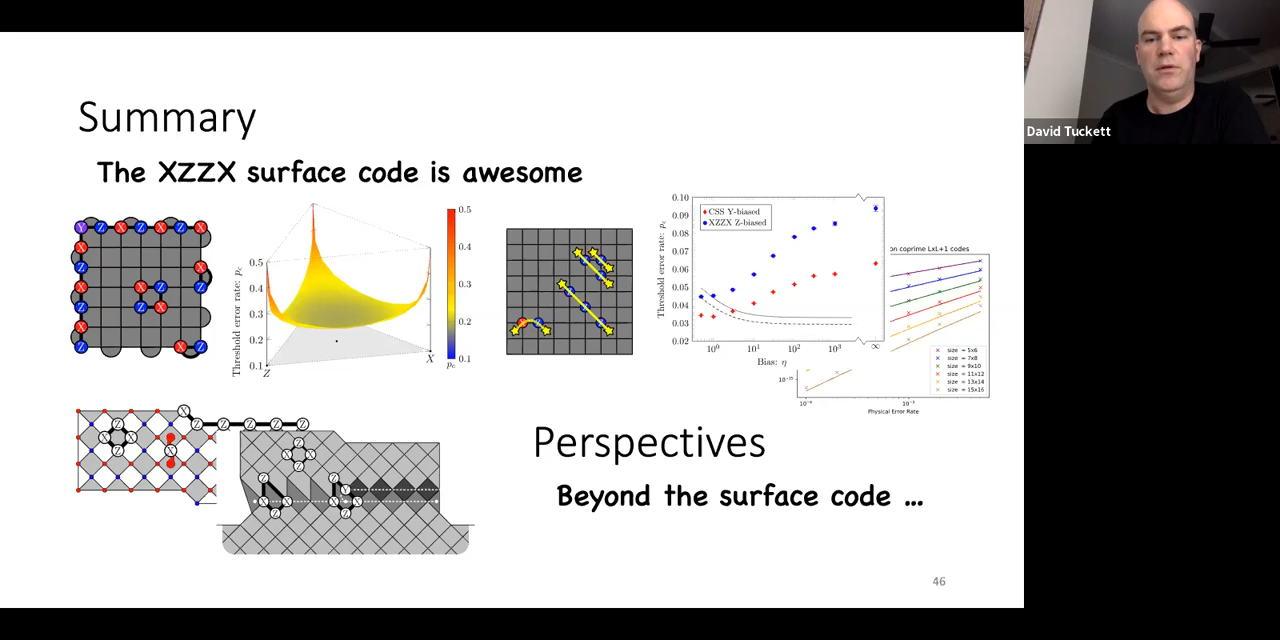 Summary
The XZZX surface code is awesome
Y Z X Z X Z X
X
Z X
X X Z Z
Z Z X
X
Z X Z
Threshold error rate: p_c
0.5
0.4
0.3
0.2
0.1
Z
X
0.5
0.4
0.3
0.2
0.1
p_c
Threshold error rate: p_c
0.10
0.09
0.08
0.07
0.06
0.05
0.04
0.03
0.02
CSS Y-biased
XZZX Z-biased
10⁰ 10¹ 10² 10³ ∞
Bias: η
on coprime LxL+1 codes
size = 5x6
size = 7x8
size = 9x10
size = 11x12
size = 13x14
size = 15x16
Physical Error Rate
X
Z Z Z Z Z
Z
X X
Z
X
Z
X X
Z
Z Z
X X
Z
Z Y
X X
Z
Perspectives
Beyond the surface code ...
46
David Tuckett